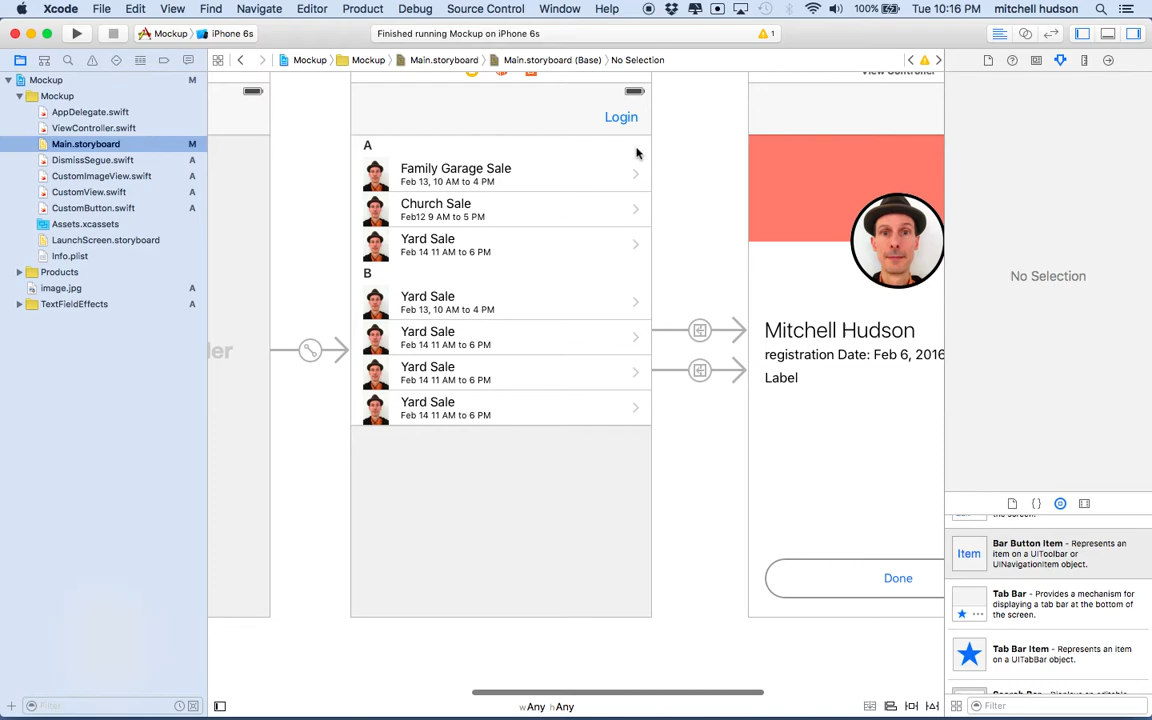 Xcode File Edit View Find Navigate Editor Product Debug Source Control Window Help 100% Tue 10:16 PM mitchell hudson
Mockup iPhone 6s Finished running Mockup on iPhone 6s 1
Mockup Mockup Main.storyboard Main.storyboard (Base) No Selection
Mockup
Mockup
AppDelegate.swift
ViewController.swift
Main.storyboard M
DismissSegue.swift A
CustomImageView.swift A
CustomView.swift A
CustomButton.swift A
Assets.xcassets
LaunchScreen.storyboard
Info.plist
Products
image.jpg A
TextFieldEffects A
Filter
ler
Login
A
Family Garage Sale
Feb 13, 10 AM to 4 PM
Church Sale
Feb12 9 AM to 5 PM
Yard Sale
Feb 14 11 AM to 6 PM
B
Yard Sale
Feb 13, 10 AM to 4 PM
Yard Sale
Feb 14 11 AM to 6 PM
Yard Sale
Feb 14 11 AM to 6 PM
Yard Sale
Feb 14 11 AM to 6 PM
View Controller
Mitchell Hudson
registration Date: Feb 6, 2016
Label
Done
wAny hAny
No Selection
the screen.
Item
Bar Button Item - Represents an
item on a UIToolbar or
UINavigationItem object.
Tab Bar - Provides a mechanism for
displaying a tab bar at the bottom of
the screen.
Tab Bar Item - Represents an item
on a UITabBar object.
Filter